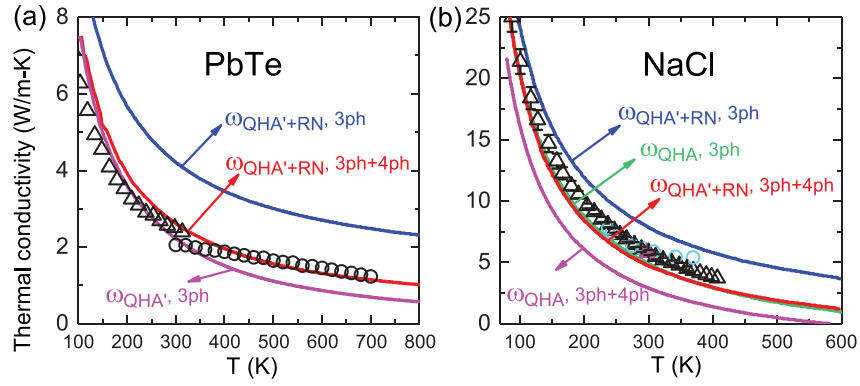 (a)
PbTe
Thermal conductivity (W/m-K)
8
6
4
2
0
ωQHA'+RN, 3ph
ωQHA'+RN, 3ph+4ph
ωQHA', 3ph
100 200 300 400 500 600 700 800
T (K)
(b)
NaCl
25
20
15
10
5
0
ωQHA'+RN, 3ph
ωQHA, 3ph
ωQHA'+RN, 3ph+4ph
ωQHA, 3ph+4ph
100 200 300 400 500 600
T (K)